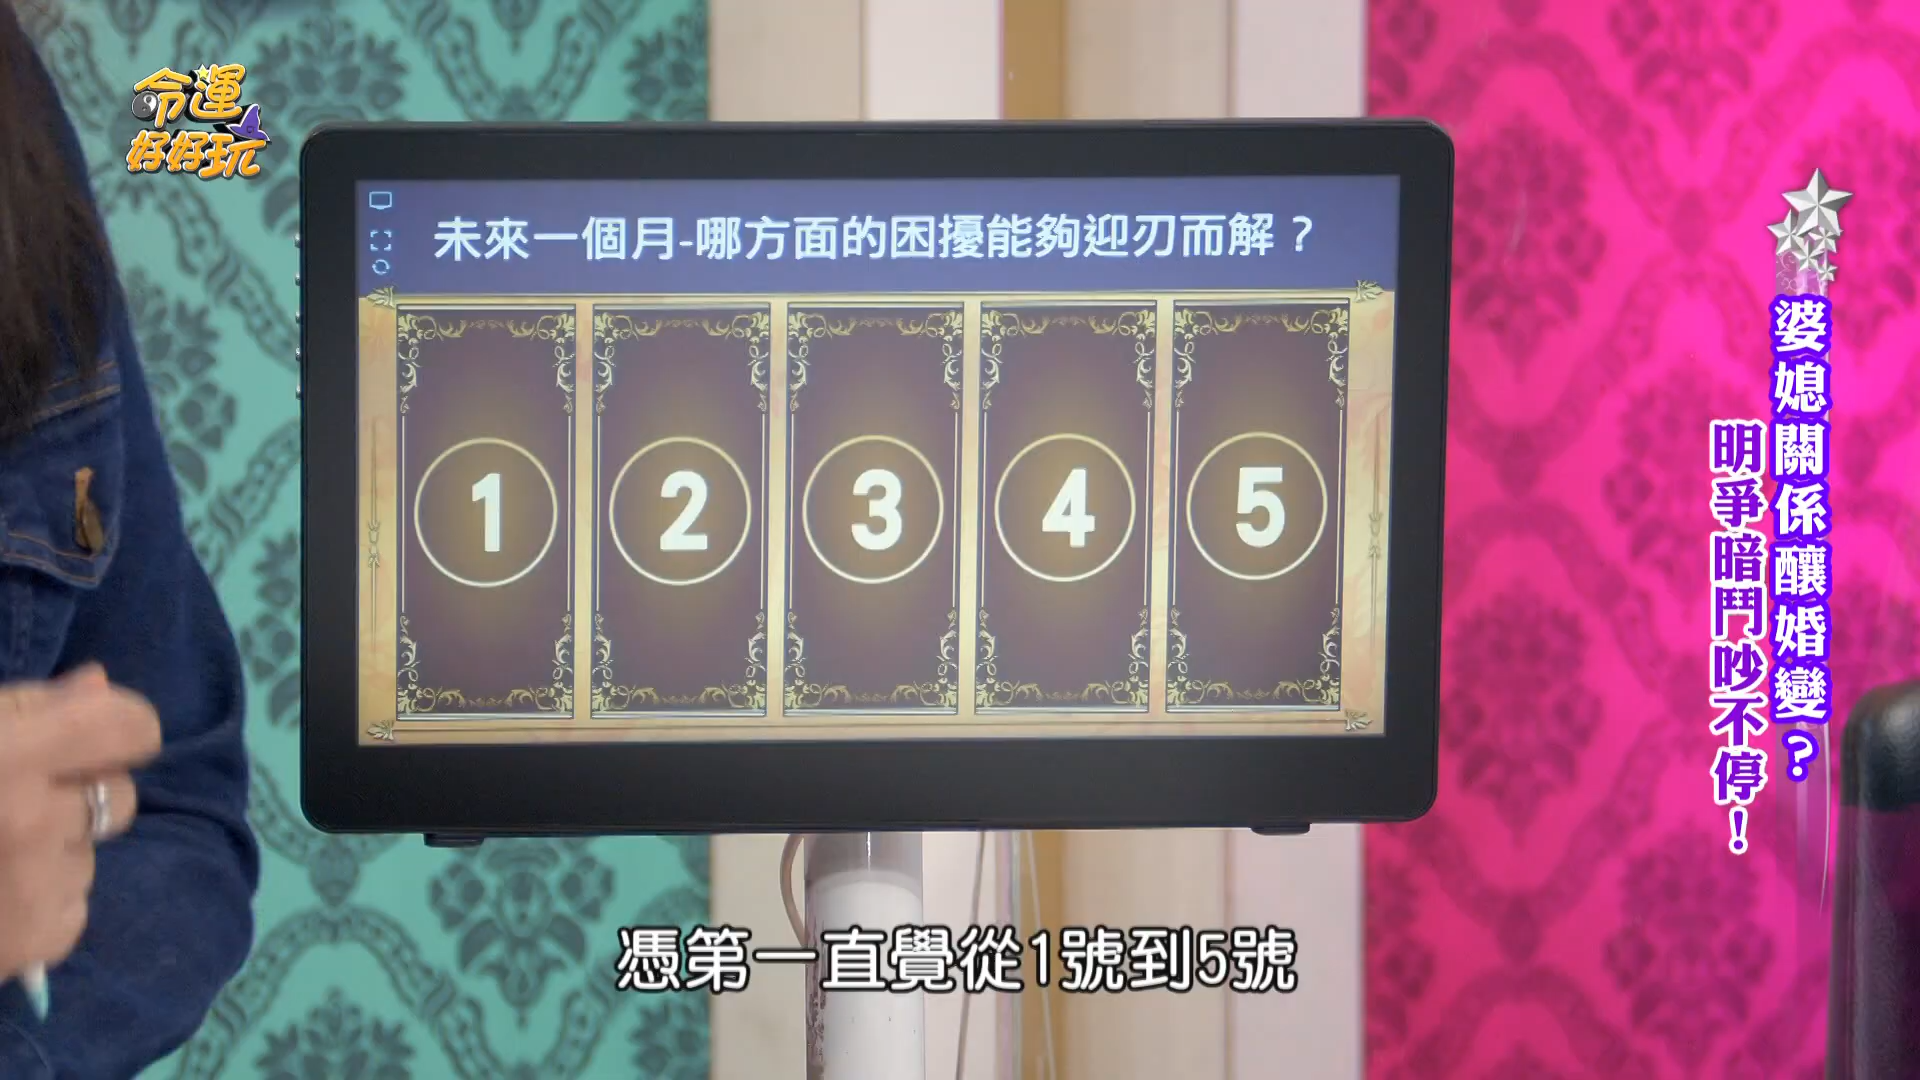 命運
好好玩
未來一個月-哪方面的困擾能夠迎刃而解？
1
2
3
4
5
婆媳關係釀婚變？
明爭暗鬥吵不停！
憑第一直覺從1號到5號